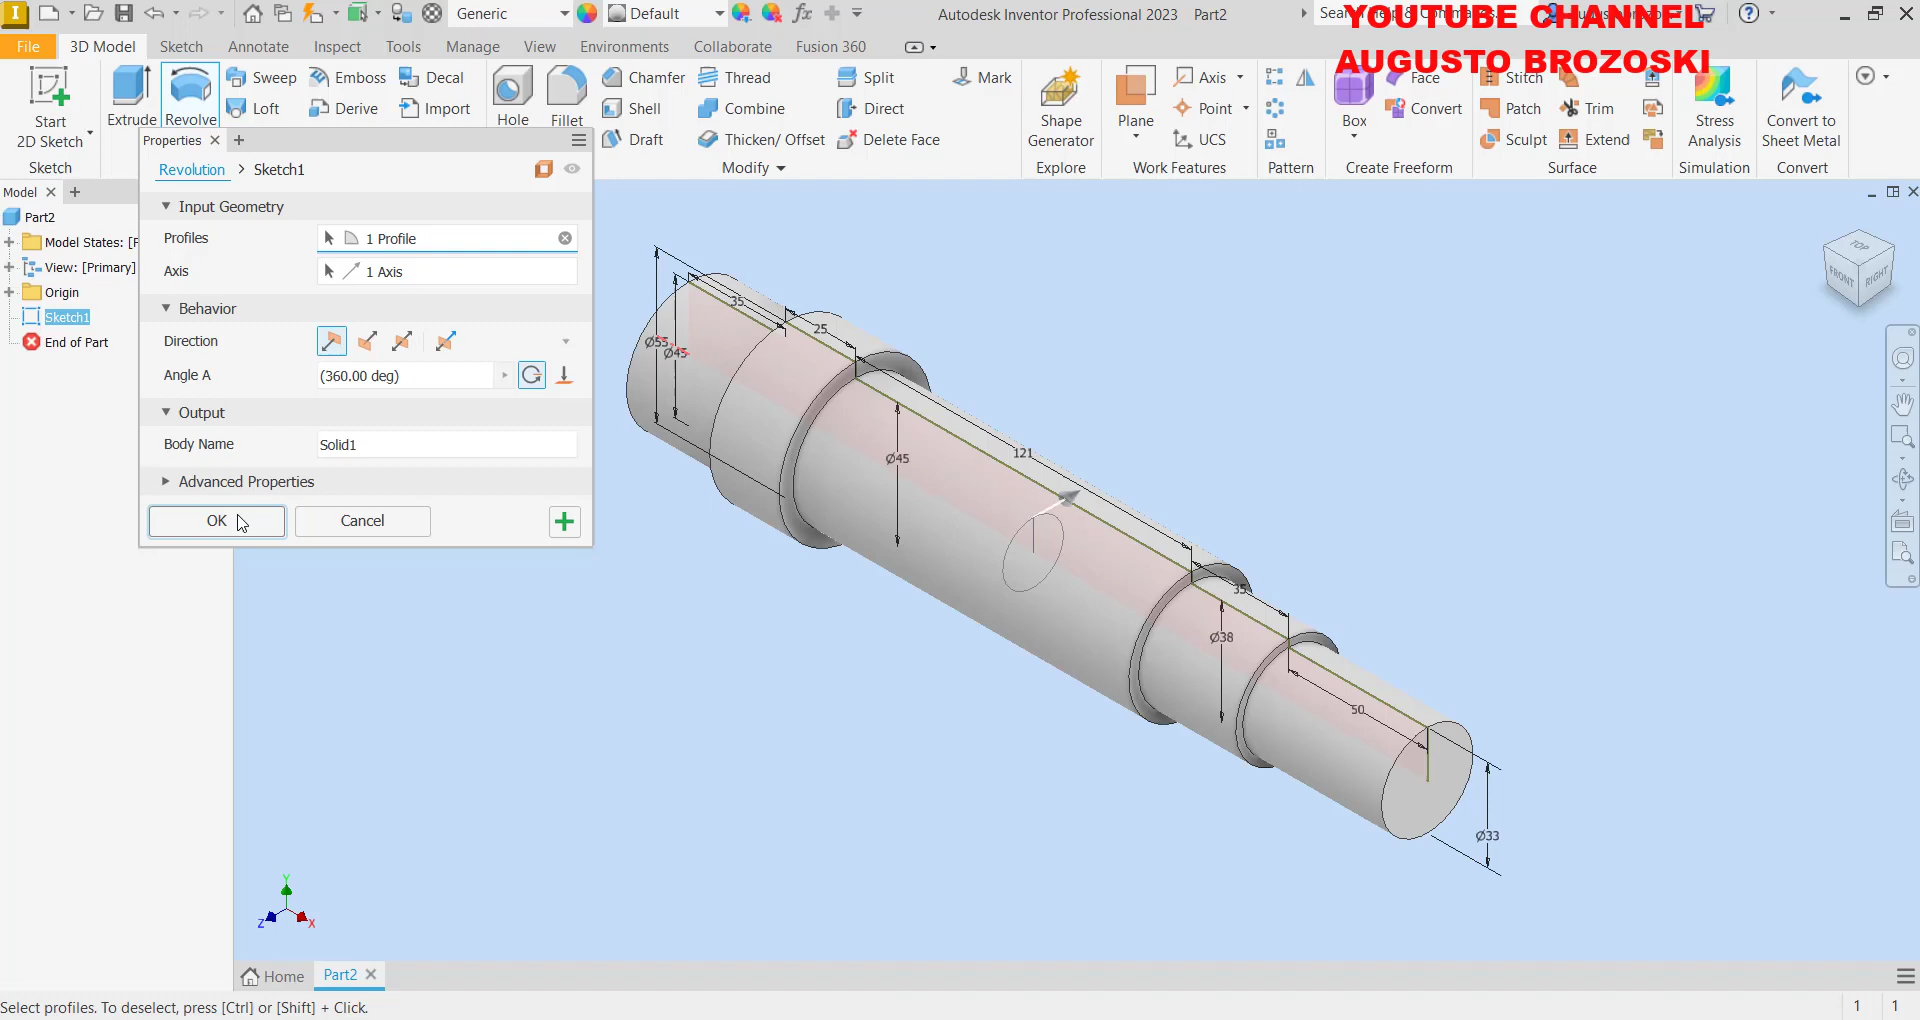 Generic
Default
Autodesk Inventor Professional 2023 Part2
YOUTUBE CHANNEL
AUGUSTO BROZOSKI
File 3D Model Sketch Annotate Inspect Tools Manage View Environments Collaborate Fusion 360
Start
2D Sketch
Sketch
Extrude
Revolve
Sweep Emboss Decal
Loft Derive Import
Hole
Fillet
Chamfer Thread Split
Shell Combine Direct
Draft Thicken/ Offset Delete Face
Modify
Mark
Shape
Generator
Explore
Plane
Axis
Point
UCS
Work Features
Pattern
Box
Face
Convert
Create Freeform
Stitch
Patch Trim
Sculpt Extend
Surface
Stress
Analysis
Simulation
Convert to
Sheet Metal
Convert
Properties
Revolution > Sketch1
Input Geometry
Profiles 1 Profile
Axis 1 Axis
Behavior
Direction
Angle A (360.00 deg)
Output
Body Name Solid1
Advanced Properties
OK Cancel
Model
Part2
Model States: [P
View: [Primary]
Origin
Sketch1
End of Part
35
25
Ø55
Ø45
121
Ø45
35
Ø38
50
Ø33
TOP
FRONT RIGHT
Y
Z X
Home Part2
Select profiles. To deselect, press [Ctrl] or [Shift] + Click.
1 1